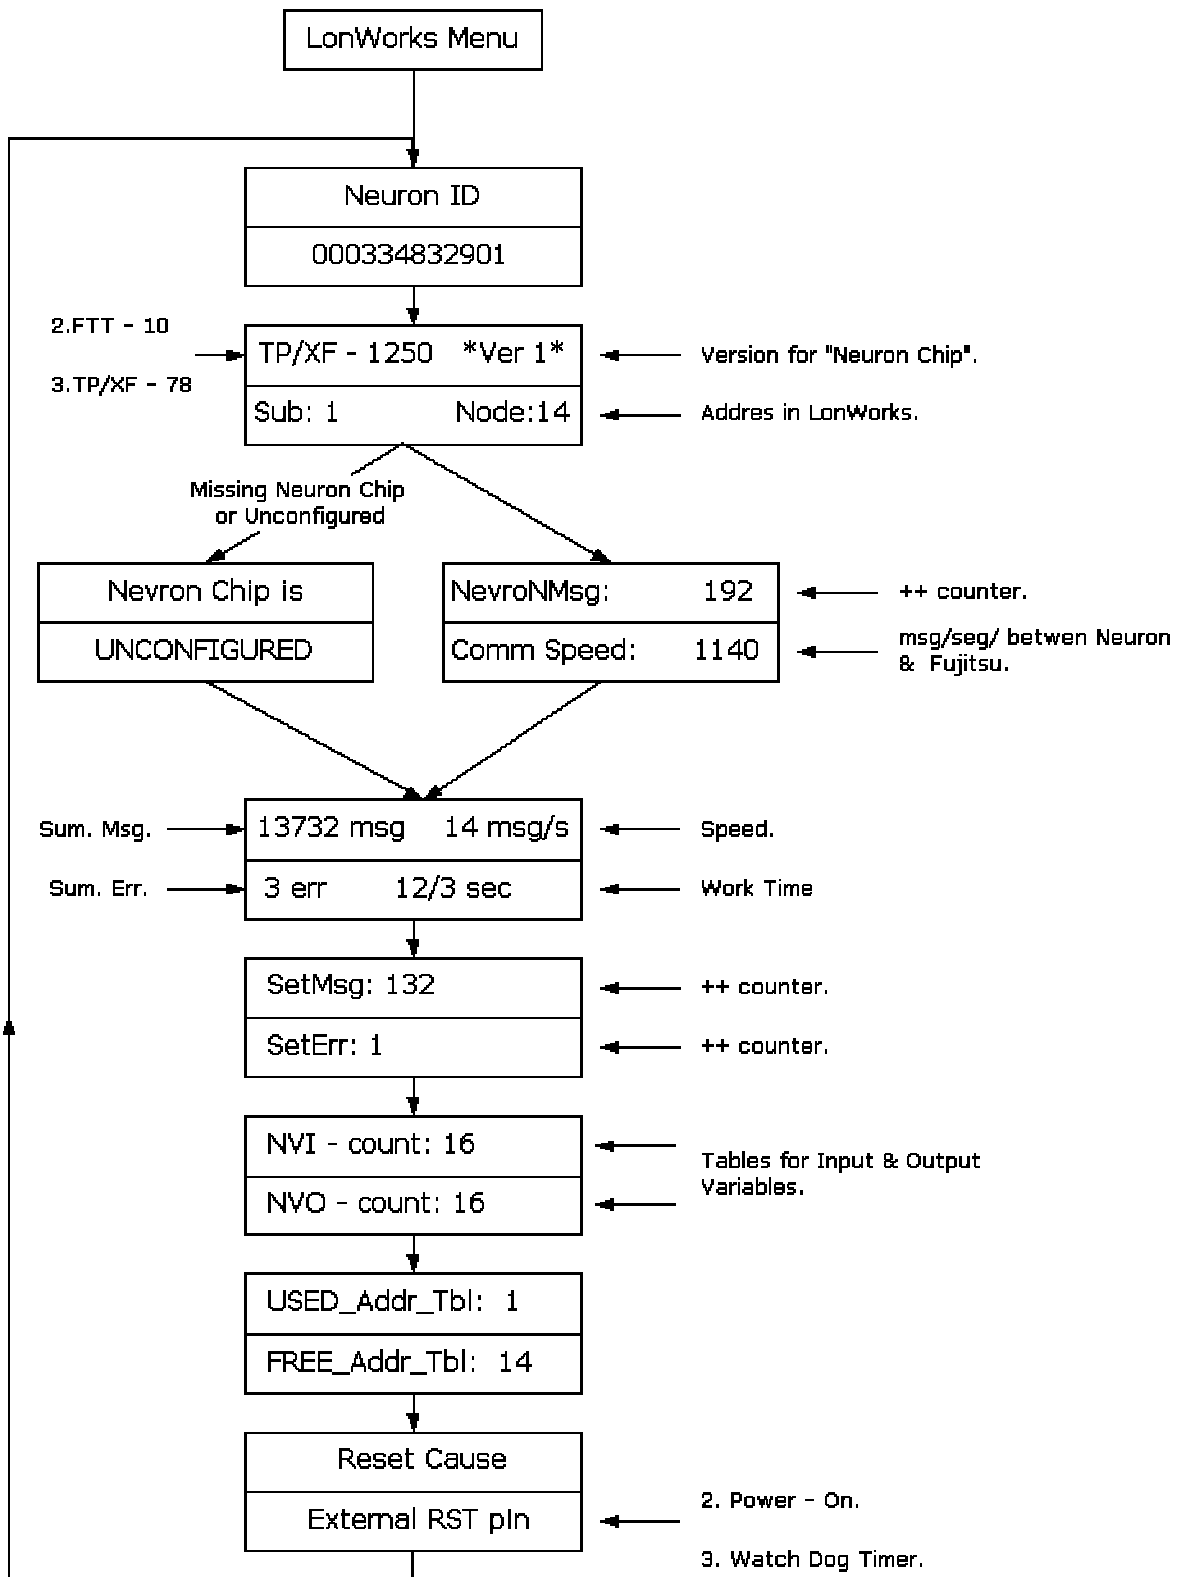 LonWorks Menu
Neuron ID
000334832901
2.FTT - 10
3.TP/XF - 78
TP/XF - 1250 *Ver 1*
Version for "Neuron Chip".
Sub: 1 Node:14
Addres in LonWorks.
Missing Neuron Chip
or Unconfigured
Nevron Chip is
UNCONFIGURED
NevroNMsg: 192
++ counter.
Comm Speed: 1140
msg/seg/ betwen Neuron
& Fujitsu.
Sum. Msg.
13732 msg 14 msg/s
Speed.
Sum. Err.
3 err 12/3 sec
Work Time
SetMsg: 132
++ counter.
SetErr: 1
++ counter.
NVI - count: 16
NVO - count: 16
Tables for Input & Output
Variables.
USED_Addr_Tbl: 1
FREE_Addr_Tbl: 14
Reset Cause
External RST pIn
2. Power - On.
3. Watch Dog Timer.